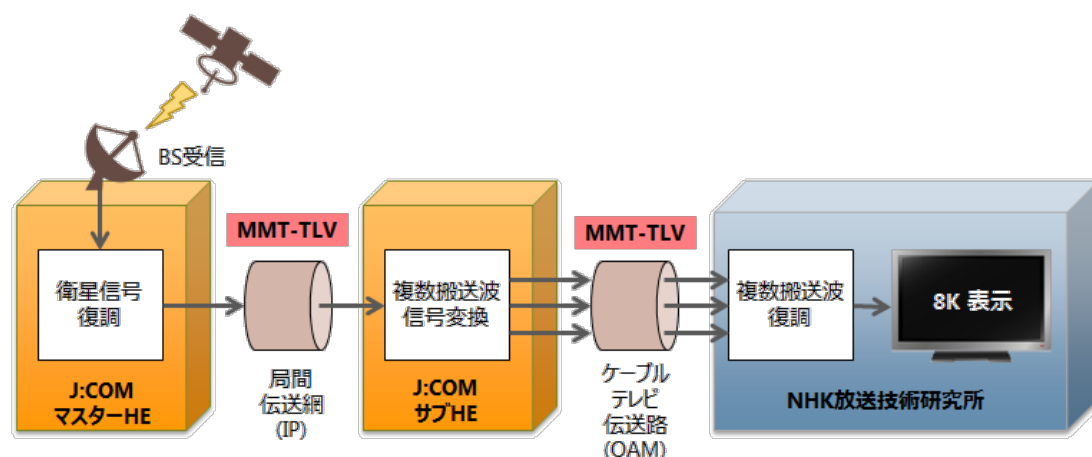 BS受信
MMT-TLV
MMT-TLV
衛星信号
復調
複数搬送波
信号変換
複数搬送波
復調
8K 表示
J:COM
マスターHE
局間
伝送網
(IP)
J:COM
サブHE
ケーブル
テレビ
伝送路
(QAM)
NHK放送技術研究所